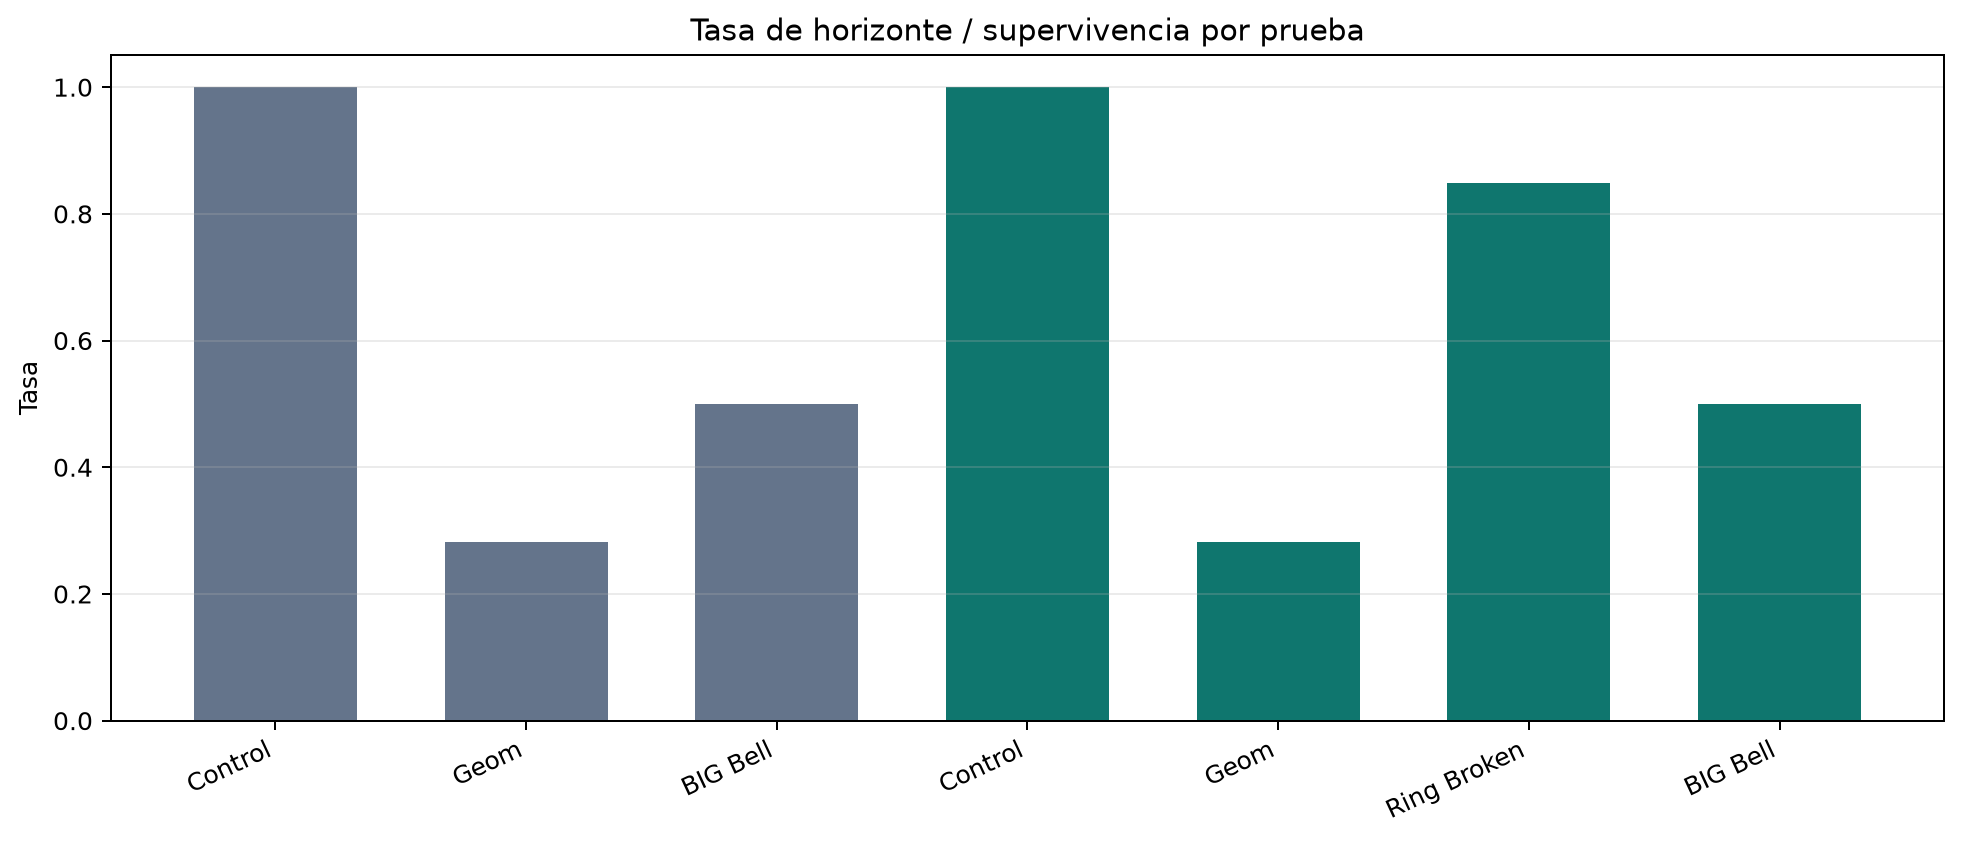 Tasa de horizonte / supervivencia por prueba
Tasa
1.0
0.8
0.6
0.4
0.2
0.0
Control
Geom
BIG Bell
Control
Geom
Ring Broken
BIG Bell